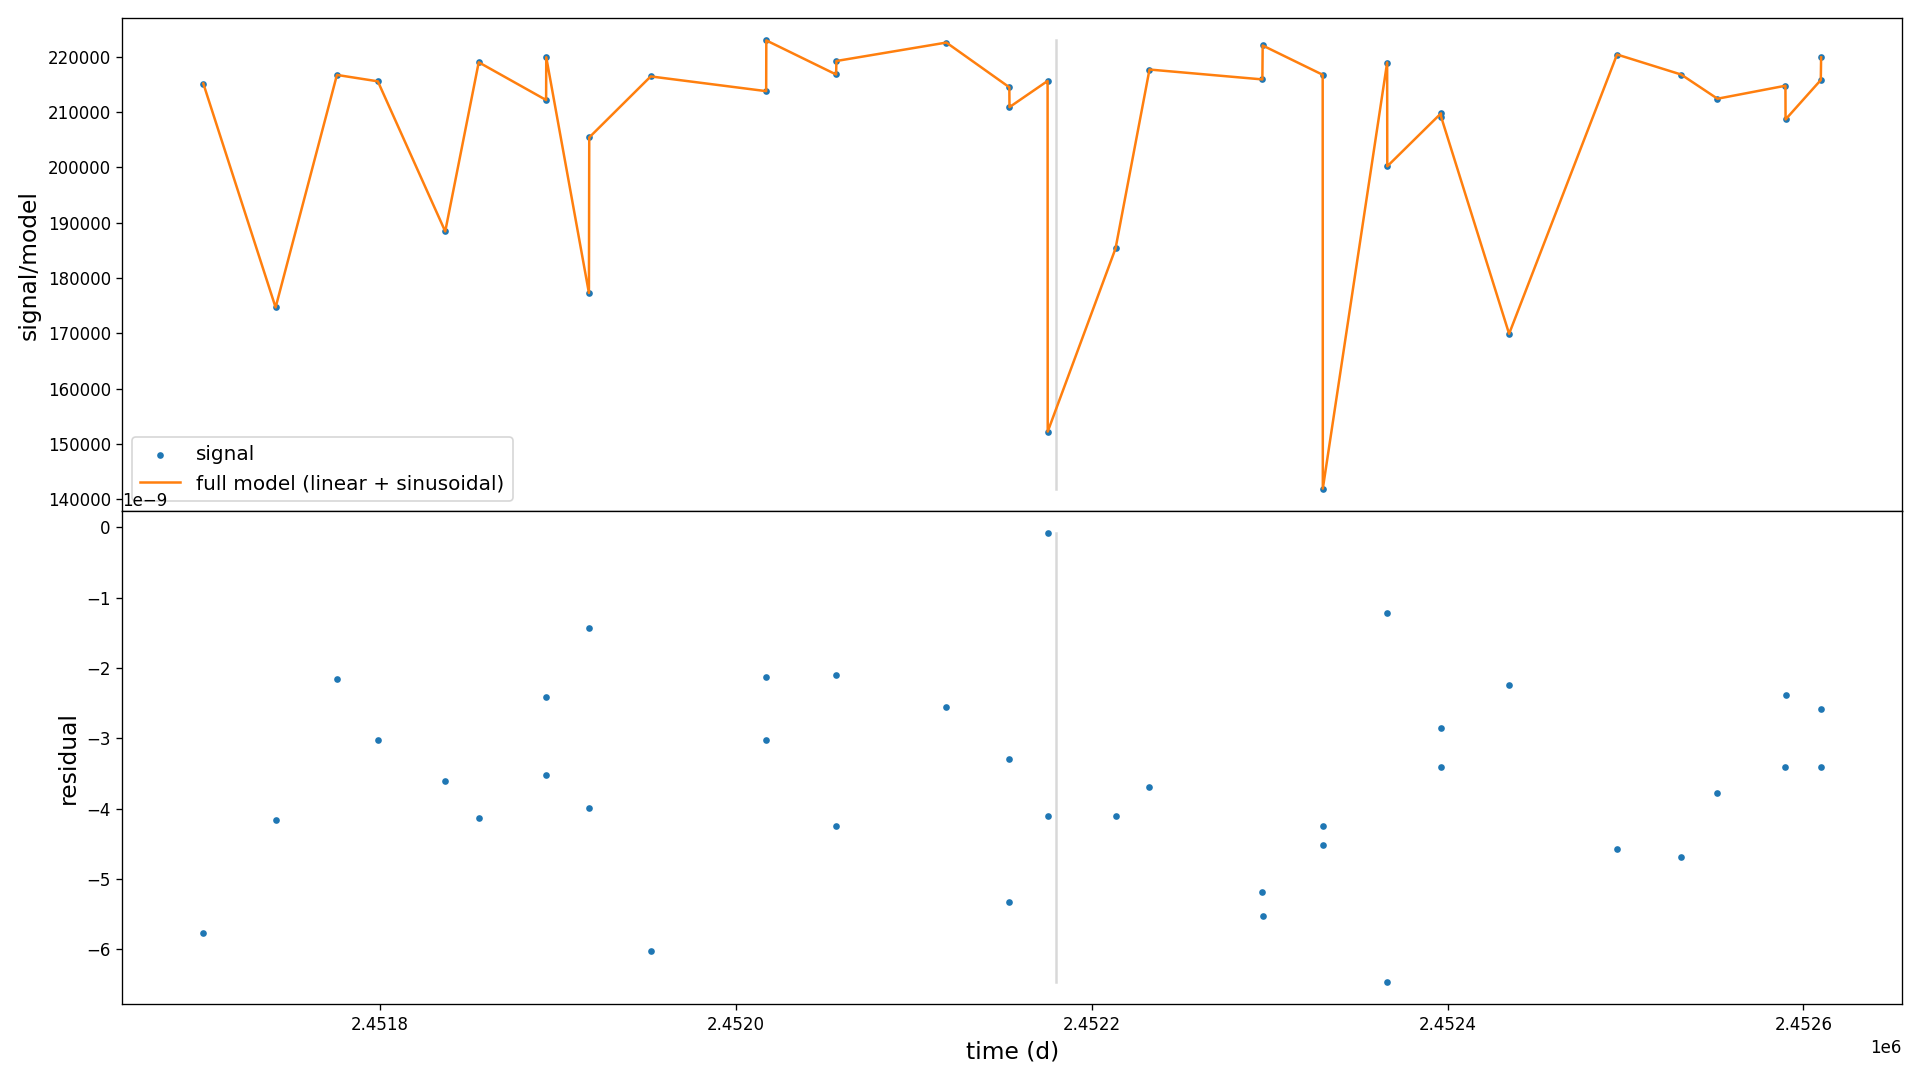 220000
210000
200000
190000
180000
170000
160000
150000
140000
signal/model
signal
full model (linear + sinusoidal)
1e−9
0
−1
−2
−3
−4
−5
−6
residual
2.4518 2.4520 2.4522 2.4524 2.4526
time (d)
1e6